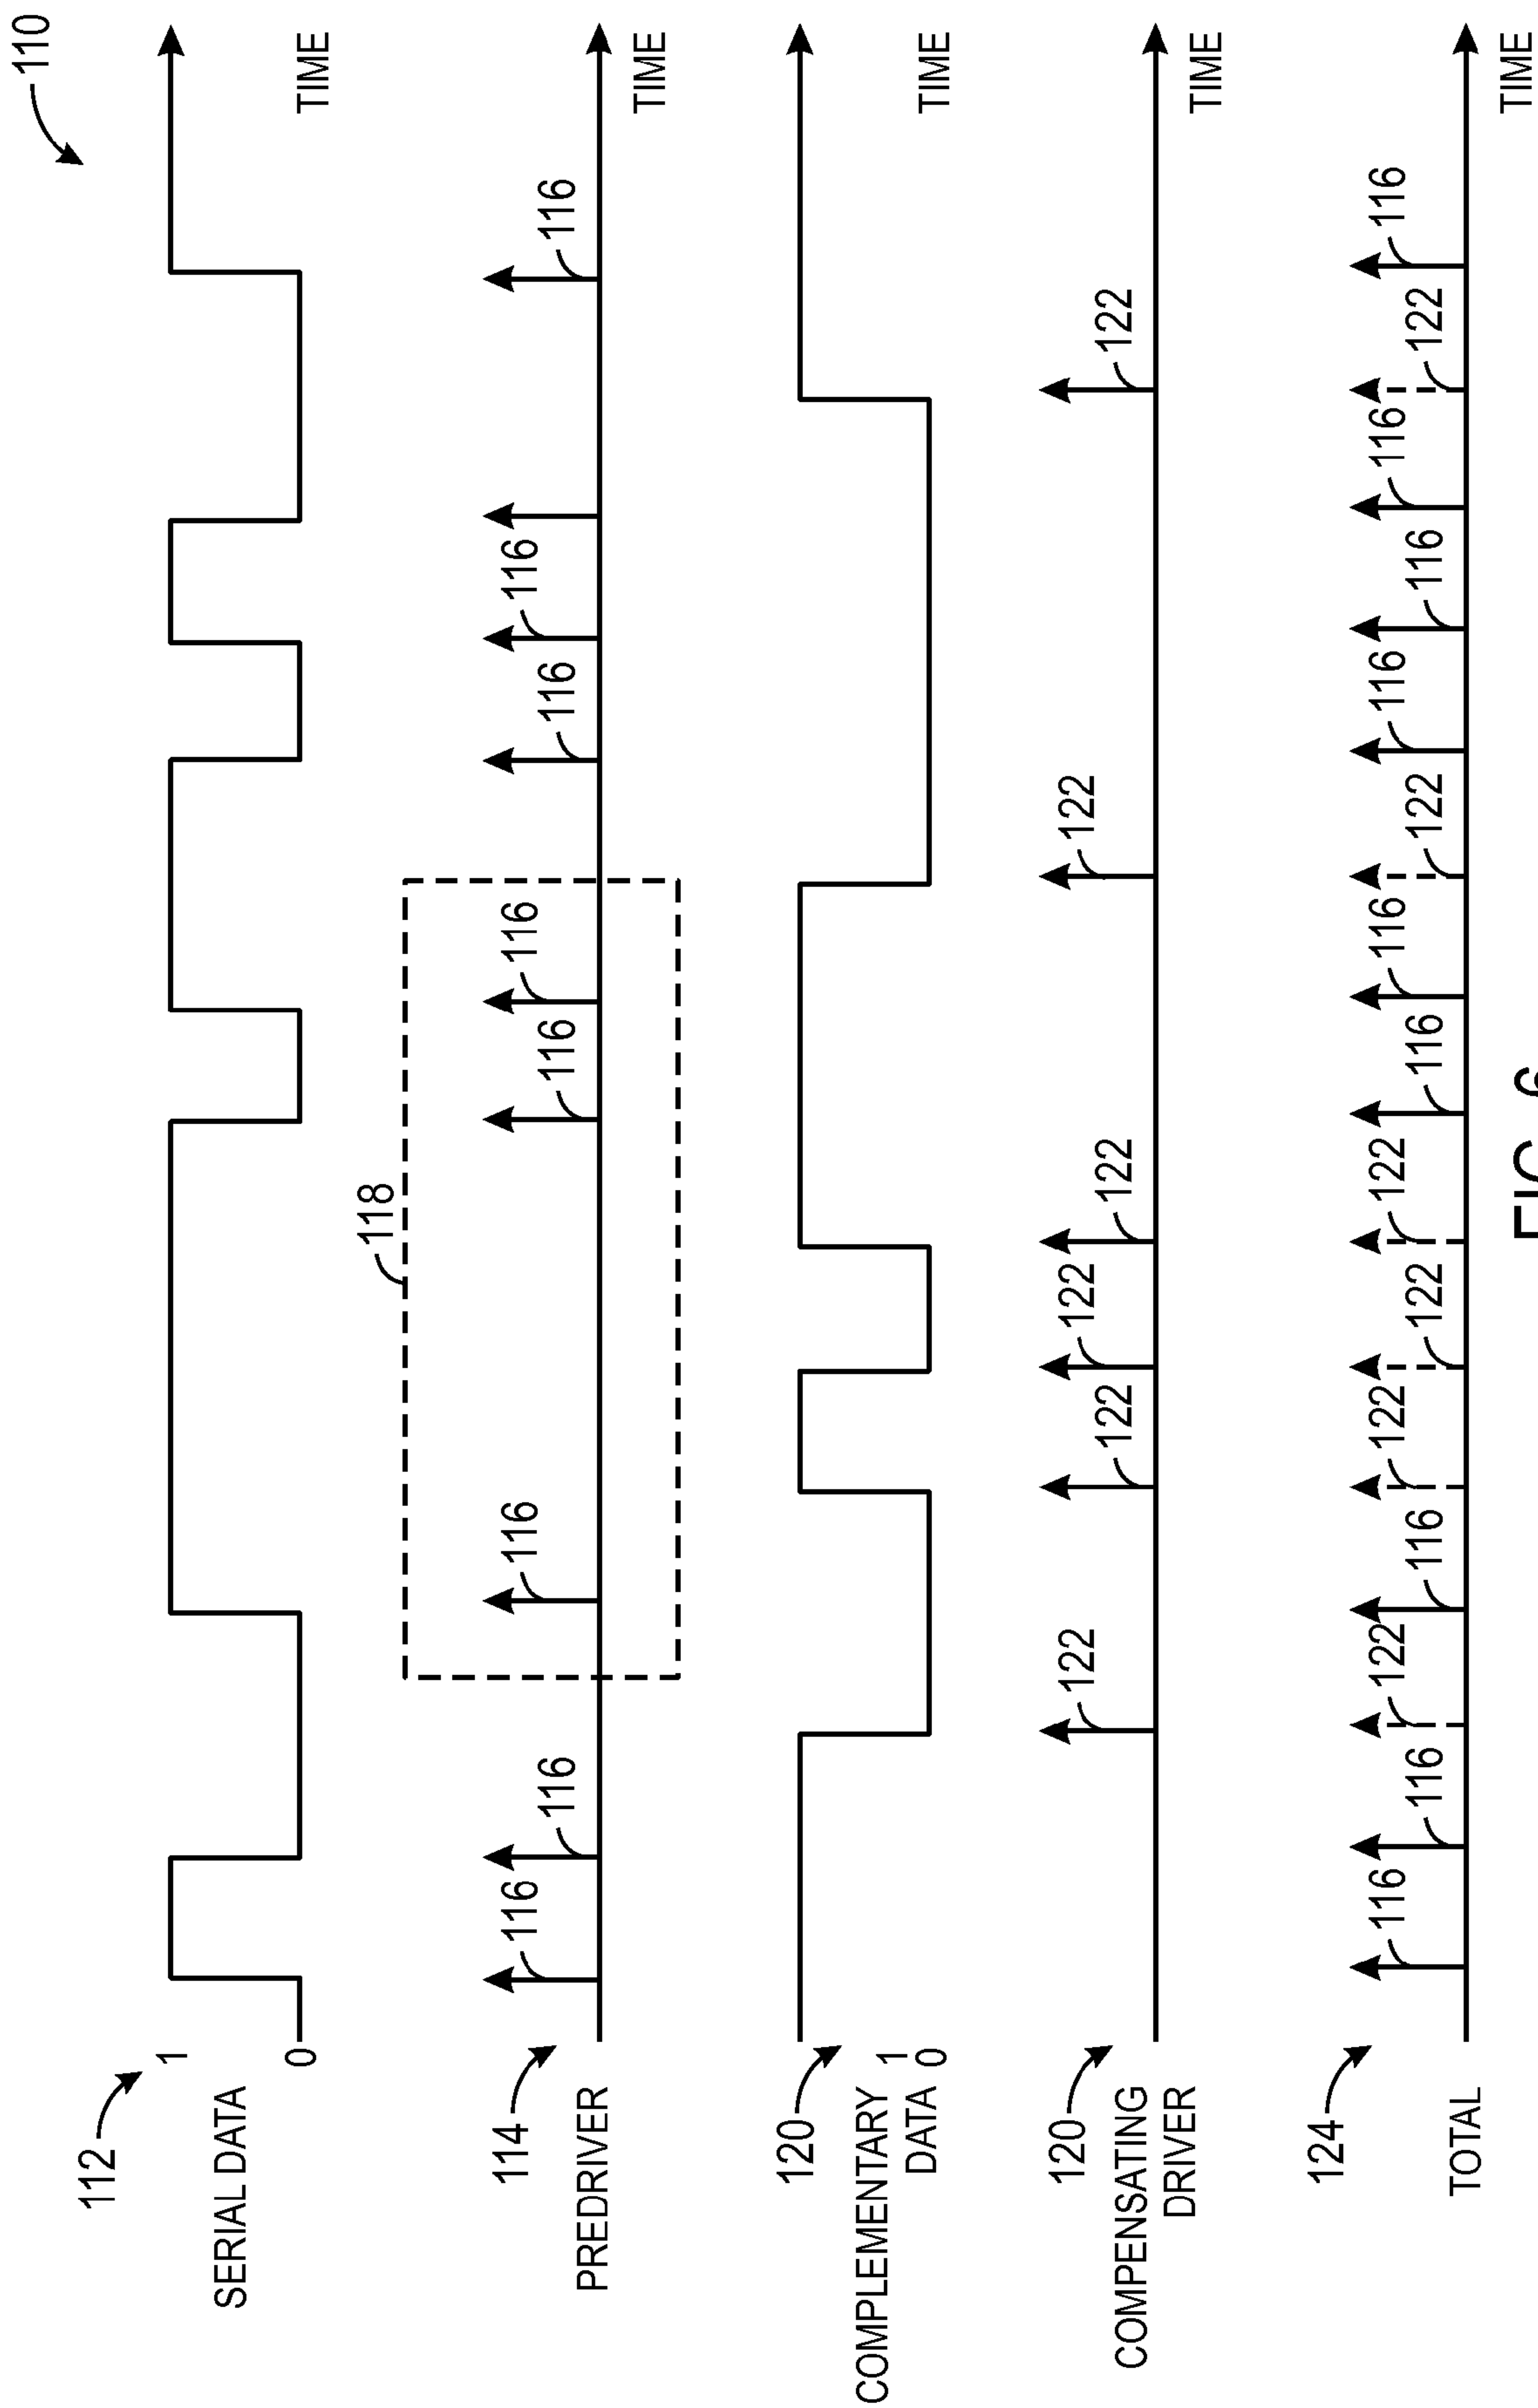 110
112
1
SERIAL DATA
0
TIME
118
114
116 116 116 116
116 116 116 116
PREDRIVER
TIME
120
COMPLEMENTARY 1
DATA 0
TIME
120
122 122 122
COMPENSATING 122 122 122
DRIVER
TIME
124
116 122 122 122 116 116 116 116
116 116 122 116 122 116 122
TOTAL
TIME
FIG. 6